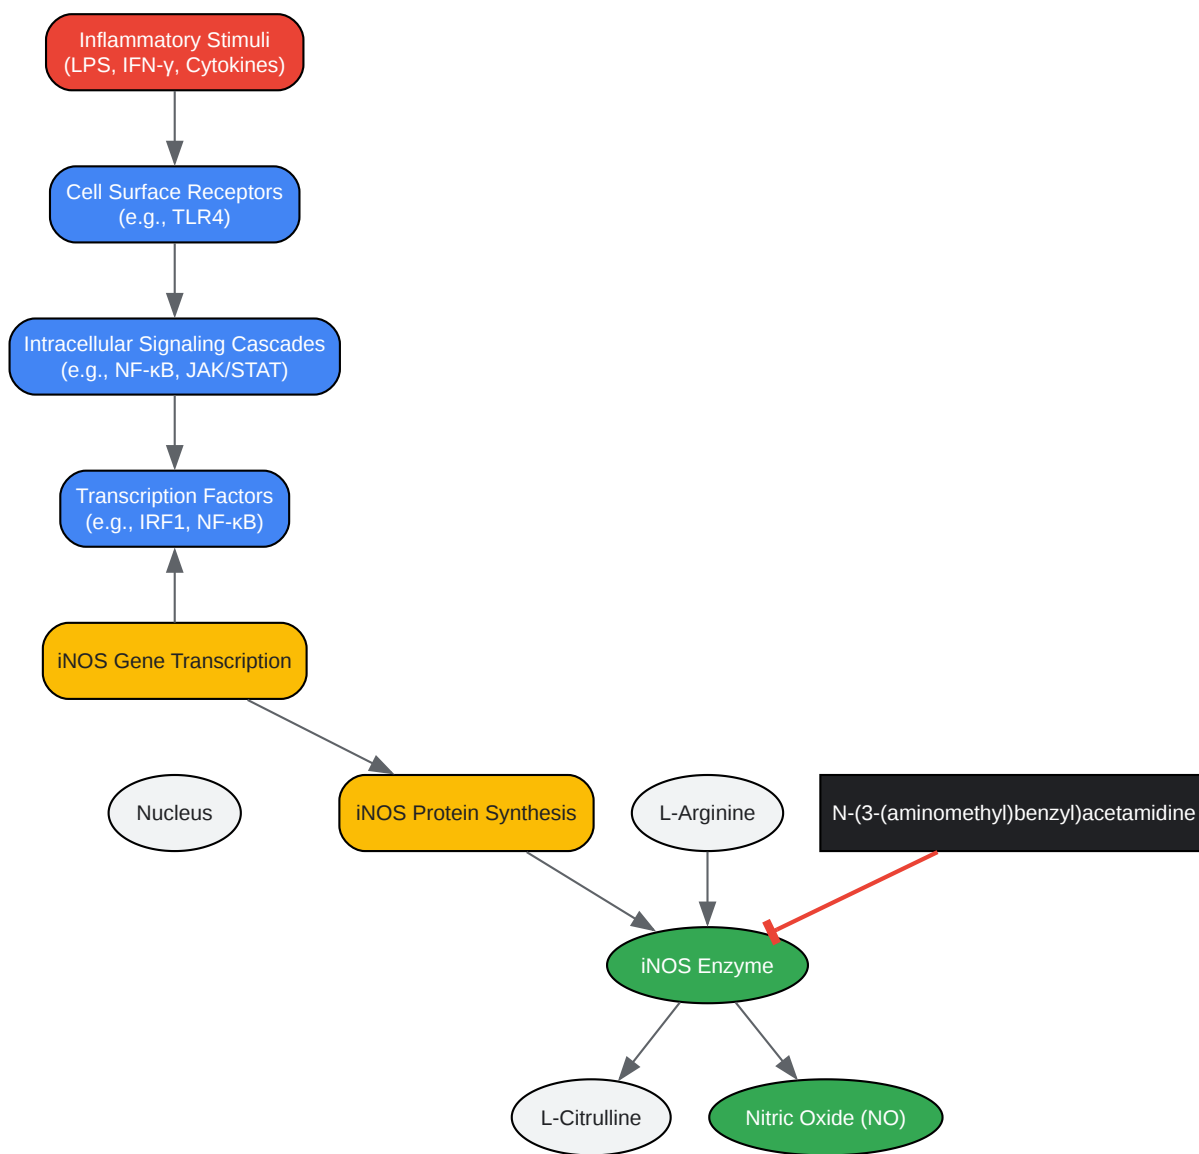 Inflammatory Stimuli
(LPS, IFN-γ, Cytokines)
Cell Surface Receptors
(e.g., TLR4)
Intracellular Signaling Cascades
(e.g., NF-κB, JAK/STAT)
Transcription Factors
(e.g., IRF1, NF-κB)
iNOS Gene Transcription
Nucleus
iNOS Protein Synthesis
L-Arginine
N-(3-(aminomethyl)benzyl)acetamidine
iNOS Enzyme
L-Citrulline
Nitric Oxide (NO)